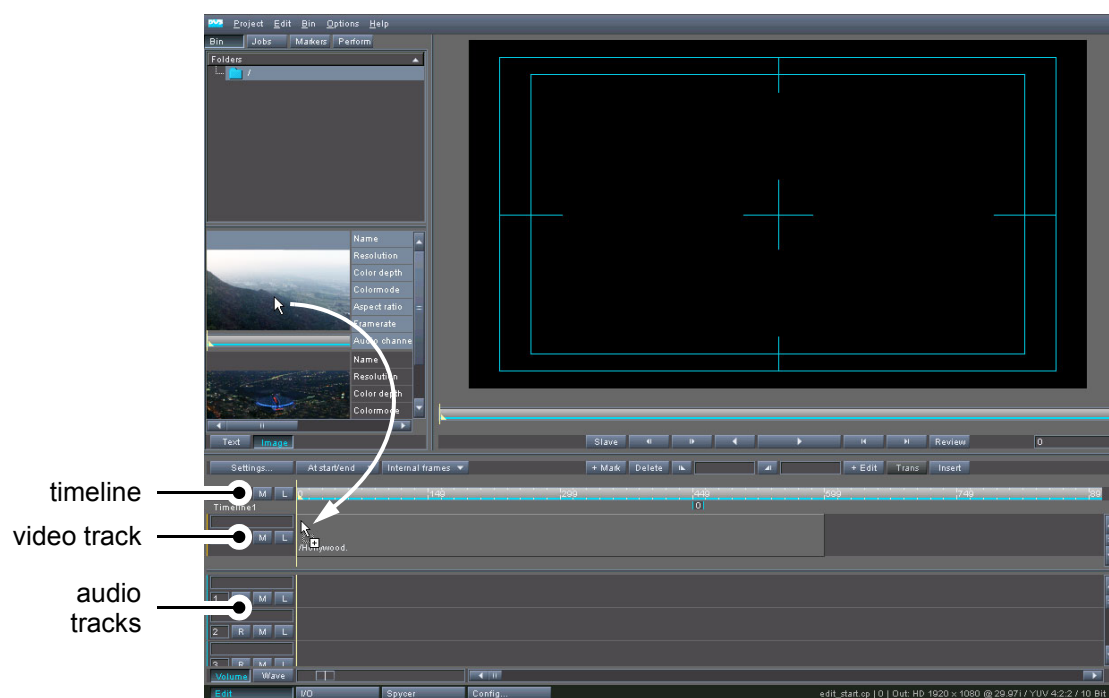 DVS Project Edit Bin Options Help
Bin Jobs Markers Perform
Folders
/
Name
Resolution
Color depth
Colormode
Aspect ratio
Framerate
Audio channe
Name
Resolution
Color depth
Colormode
Text Image
Slave Review 0
Settings... At start/end Internal frames + Mark Delete + Edit Trans Insert
timeline
M L 0 149 299 449 599 749 89
Timeline1 0
video track
M L
/Hollywood.
audio
tracks
1 M L
2 R M L
3 R M L
Volume Wave
Edit I/O Spycer Config... edit_start.cp | 0 | Out: HD 1920 x 1080 @ 29.97i / YUV 4:2:2 / 10 Bit